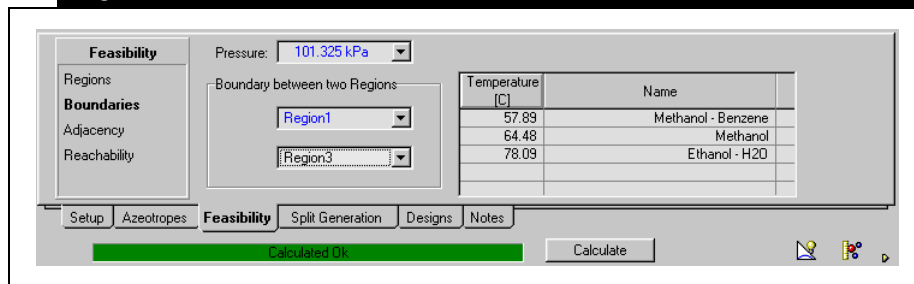 Feasibility
Regions
Boundaries
Adjacency
Reachability
Pressure: 101.325 kPa
Boundary between two Regions
Region1
Region3
Temperature [C] Name
57.89 Methanol - Benzene
64.48 Methanol
78.09 Ethanol - H2O
Setup Azeotropes Feasibility Split Generation Designs Notes
Calculated Ok Calculate